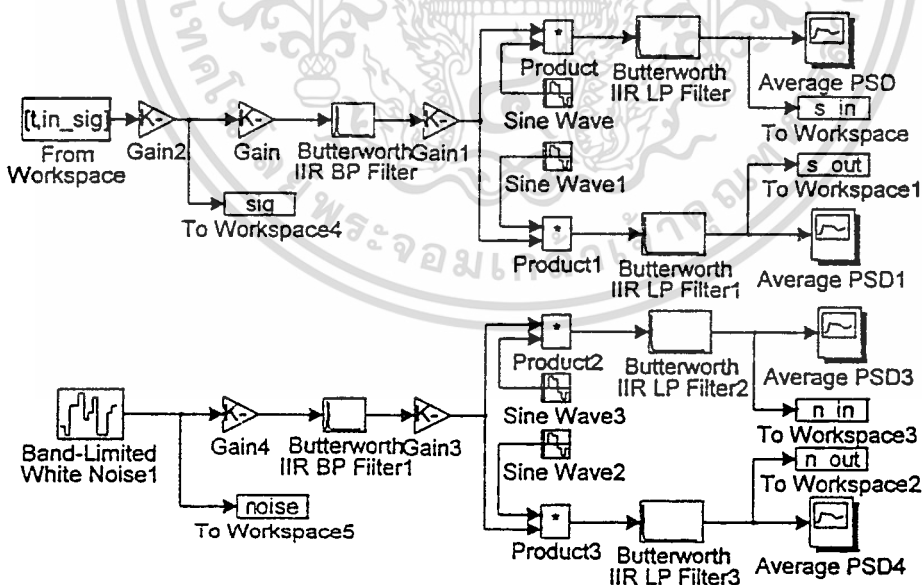 Product
Butterworth
IIR LP Filter
Average PSD
[t,in_sig]
From
Workspace
K-
Gain2
K-
Gain
Butterworth
IIR BP Filter
K-
Gain1
Sine Wave
s_in
To Workspace
sig
To Workspace4
Sine Wave1
s_out
To Workspace1
Product1
Butterworth
IIR LP Filter1
Average PSD1
Product2
Butterworth
IIR LP Filter2
Average PSD3
Band-Limited
White Noise1
K-
Gain4
Butterworth
IIR BP Filter1
K-
Gain3
Sine Wave3
n_in
To Workspace3
noise
To Workspace5
Sine Wave2
n_out
To Workspace2
Product3
Butterworth
IIR LP Filter3
Average PSD4